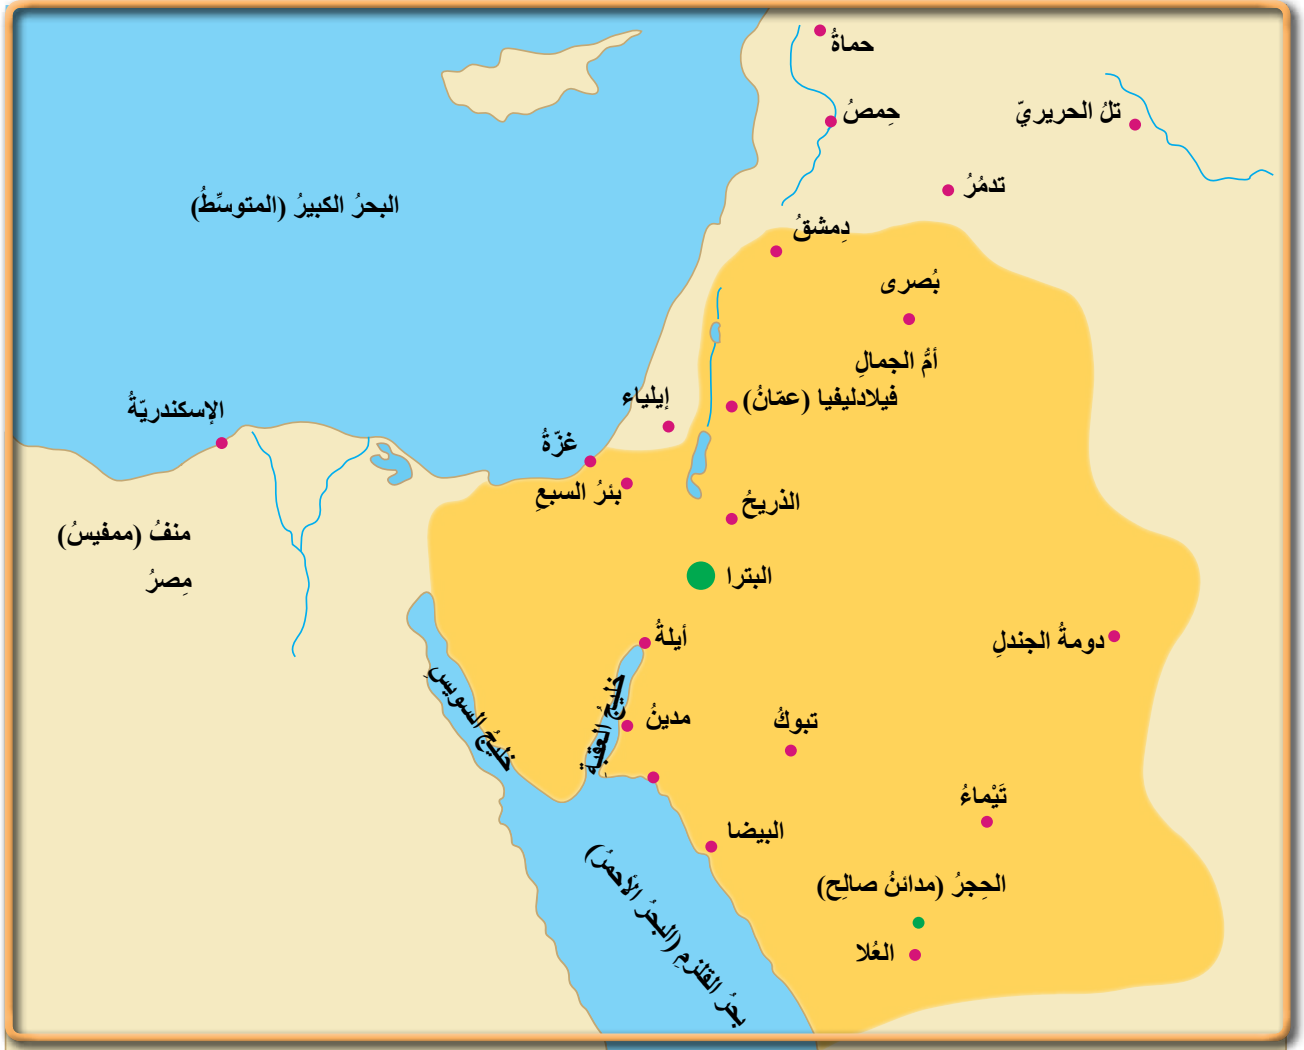 حماةُ
حِمصُ
تلُ الحريريّ
تدمُرُ
البحرُ الكبيرُ (المتوسِّطُ)
دِمشقُ
بُصرى
أمُّ الجمالِ
فيلادليفيا (عمّانُ)
إيلياء
الإسكندريّةُ
غزّةُ
بئرُ السبعِ
الذريحُ
منفُ (ممفيسُ)
مِصرُ
البترا
أيلةُ
دومةُ الجندلِ
خليجُ السويسِ
خليجُ العقبةِ
مدينُ
تبوكُ
تَيْماءُ
البيضا
الحِجرُ (مدائنُ صالِح)
العُلا
بحرُ القلزمِ (البحرُ الأحمرُ)